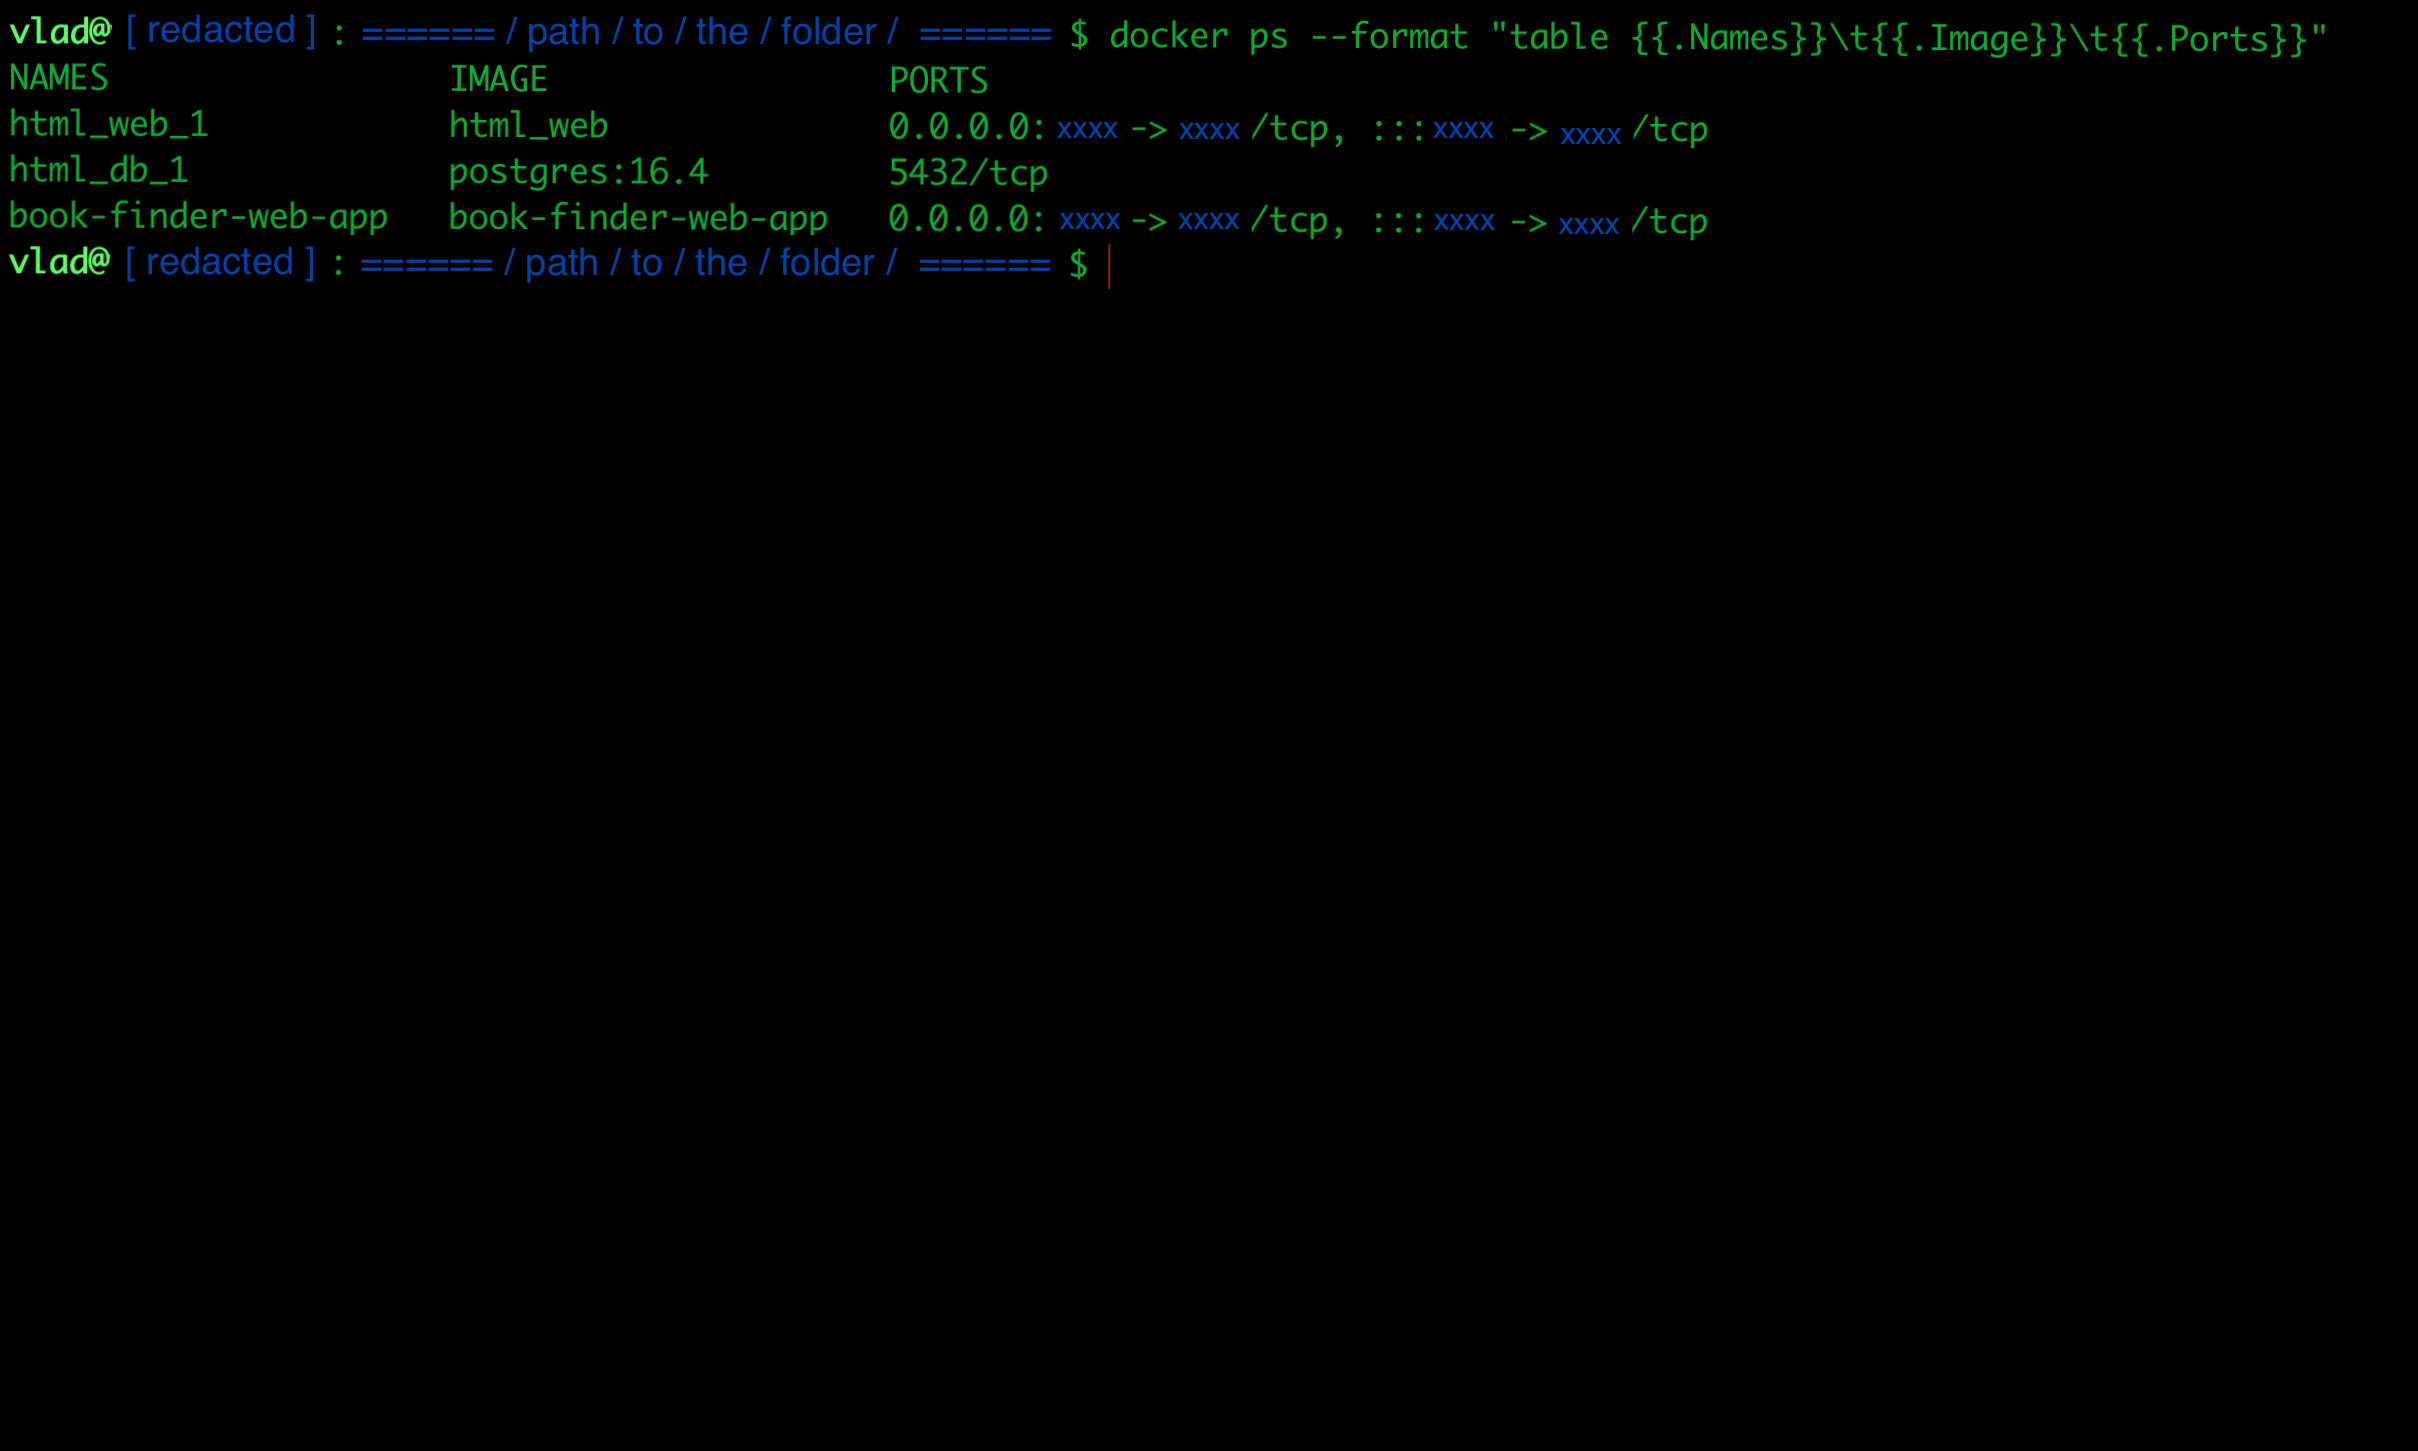 vlad@ [ redacted ] : ====== / path / to / the / folder / ====== $ docker ps --format "table {{.Names}}\t{{.Image}}\t{{.Ports}}"
NAMES IMAGE PORTS
html_web_1 html_web 0.0.0.0: xxxx -> xxxx /tcp, :::xxxx -> xxxx /tcp
html_db_1 postgres:16.4 5432/tcp
book-finder-web-app book-finder-web-app 0.0.0.0: xxxx -> xxxx /tcp, ::: xxxx -> xxxx /tcp
vlad@ [ redacted ] : ====== / path / to / the / folder / ====== $